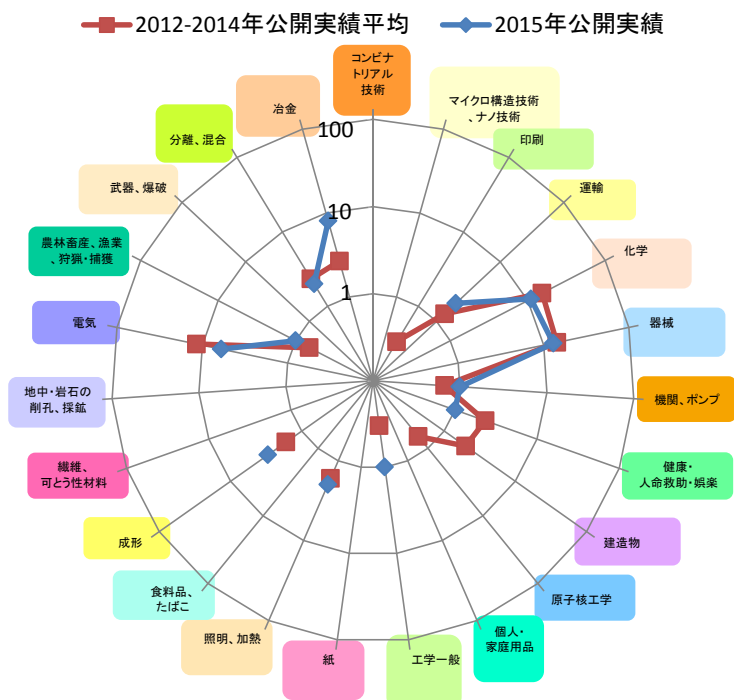 2012-2014年公開実績平均
2015年公開実績
コンビナ
トリアル
技術
マイクロ構造技術
、ナノ技術
印刷
運輸
化学
器械
機関、ポンプ
健康・
人命救助・娯楽
建造物
原子核工学
個人・
家庭用品
工学一般
紙
照明、加熱
食料品、
たばこ
成形
繊維、
可とう性材料
地中・岩石の
削孔、採鉱
電気
農林畜産、漁業
、狩猟・捕獲
武器、爆破
分離、混合
冶金
100
10
1